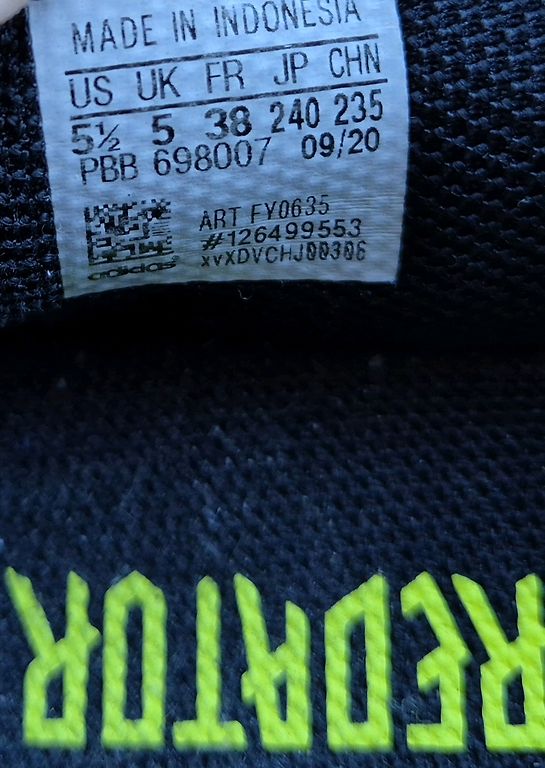 MADE IN INDONESIA
US UK FR JP CHN
5½ 5 38 240 235
PBB 698007 09/20
ART FY0635
#126499553
xvXDVCHJ00306
adidas
REDATOR